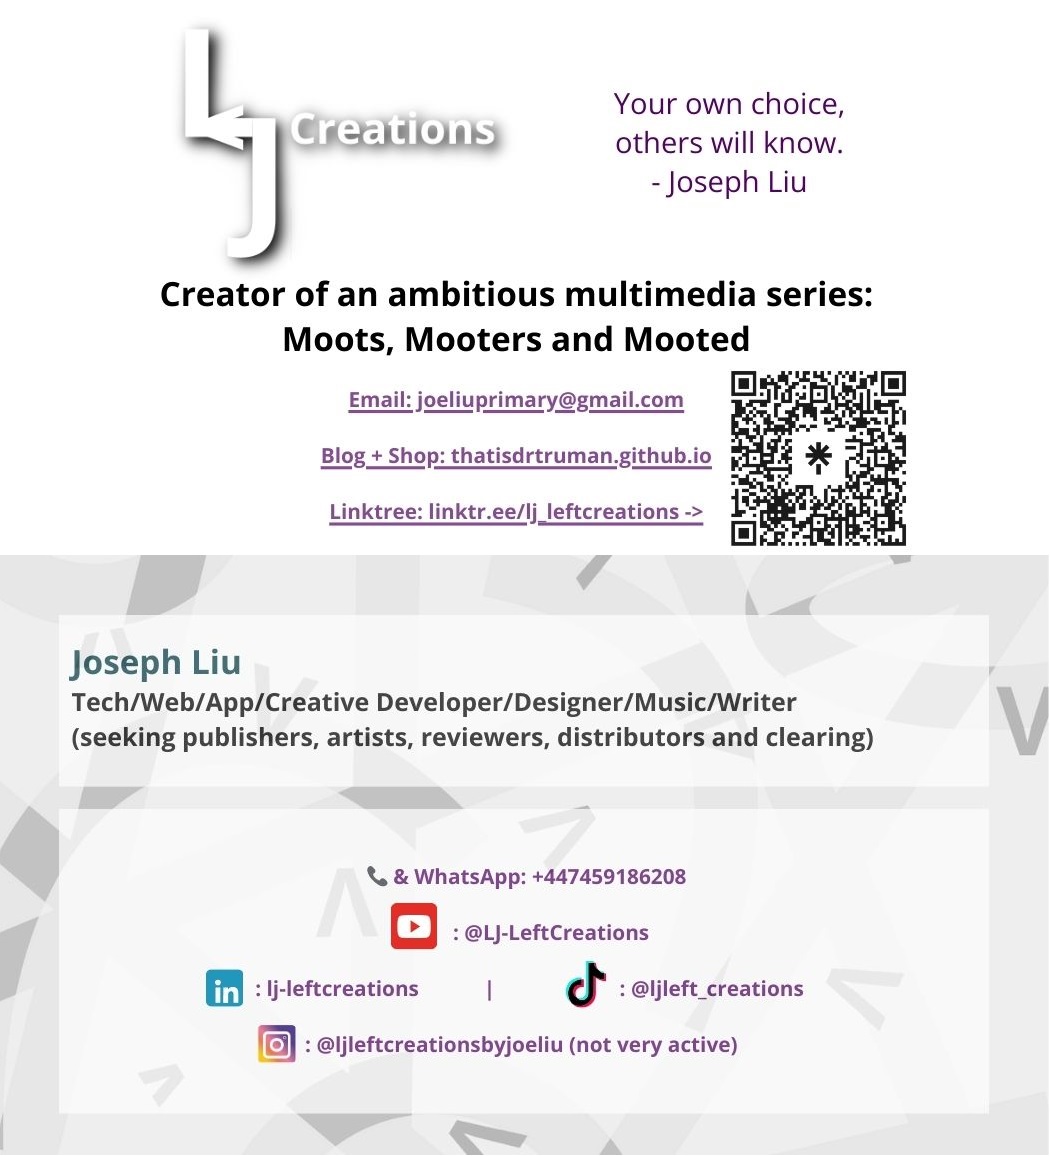 LJ Creations
Your own choice,
others will know.
- Joseph Liu
Creator of an ambitious multimedia series:
Moots, Mooters and Mooted
Email: joeliuprimary@gmail.com
Blog + Shop: thatisdrtruman.github.io
Linktree: linktr.ee/lj_leftcreations ->
Joseph Liu
Tech/Web/App/Creative Developer/Designer/Music/Writer
(seeking publishers, artists, reviewers, distributors and clearing)
📞 & WhatsApp: +447459186208
: @LJ-LeftCreations
in : lj-leftcreations | : @ljleft_creations
: @ljleftcreationsbyjoeliu (not very active)